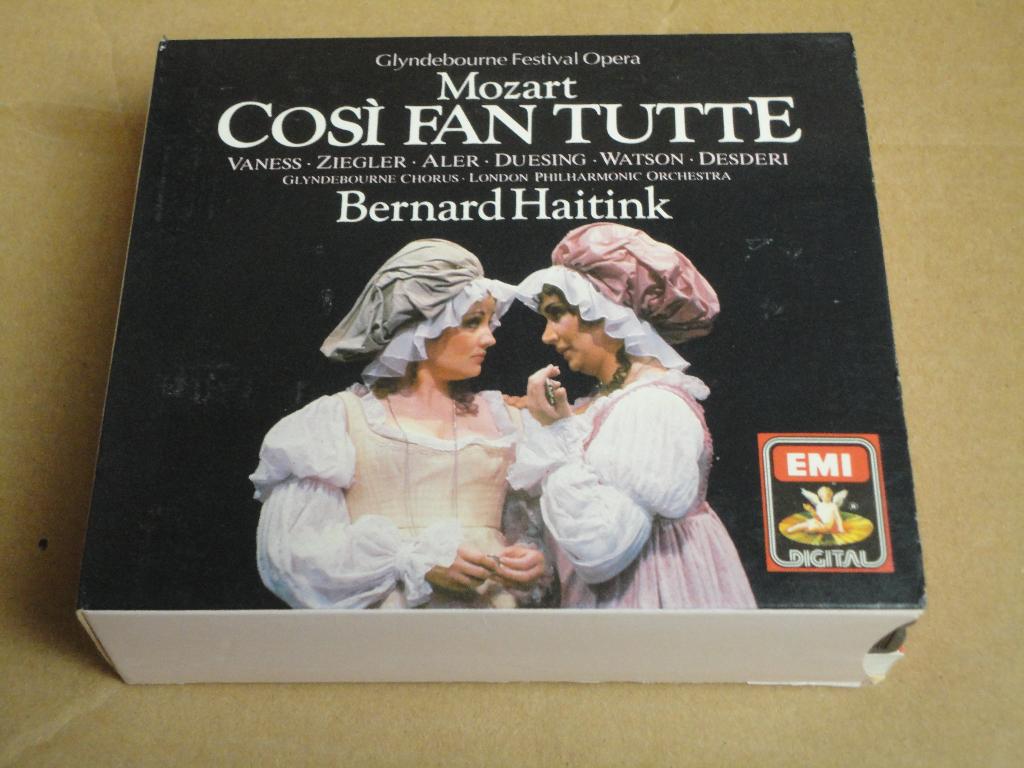 Glyndebourne Festival Opera
Mozart
COSÌ FAN TUTTE
VANESS · ZIEGLER · ALER · DUESING · WATSON · DESDERI
GLYNDEBOURNE CHORUS · LONDON PHILHARMONIC ORCHESTRA
Bernard Haitink
EMI
®
DIGITAL